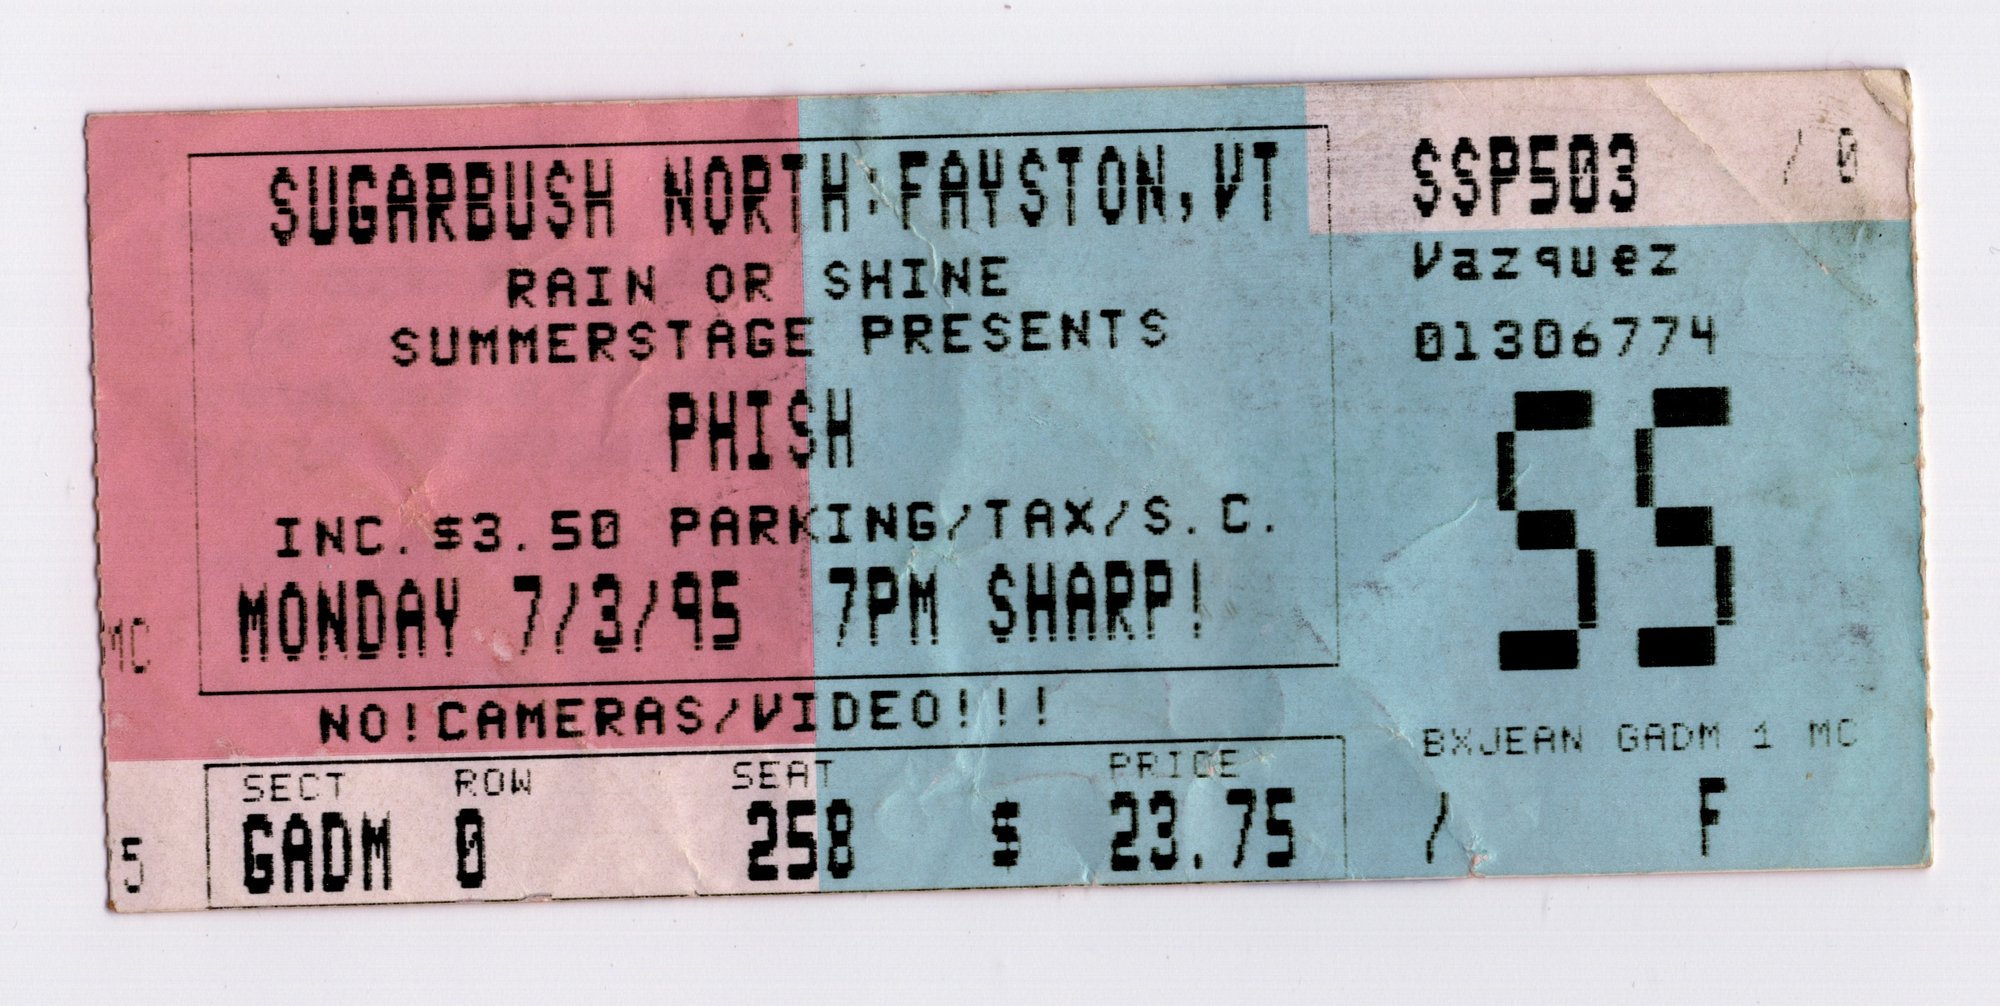 SUGARBUSH NORTH:FAYSTON,VT
RAIN OR SHINE
SUMMERSTAGE PRESENTS
PHISH
INC.$3.50 PARKING/TAX/S.C.
MONDAY 7/3/95 7PM SHARP!
NO!CAMERAS/VIDEO!!!
SECT ROW SEAT PRICE
GADM 0 258 $ 23.75
MC
5
SSP503 / 0
Vazquez
01306774
SS
BXJEAN GADM 1 MC
/ F